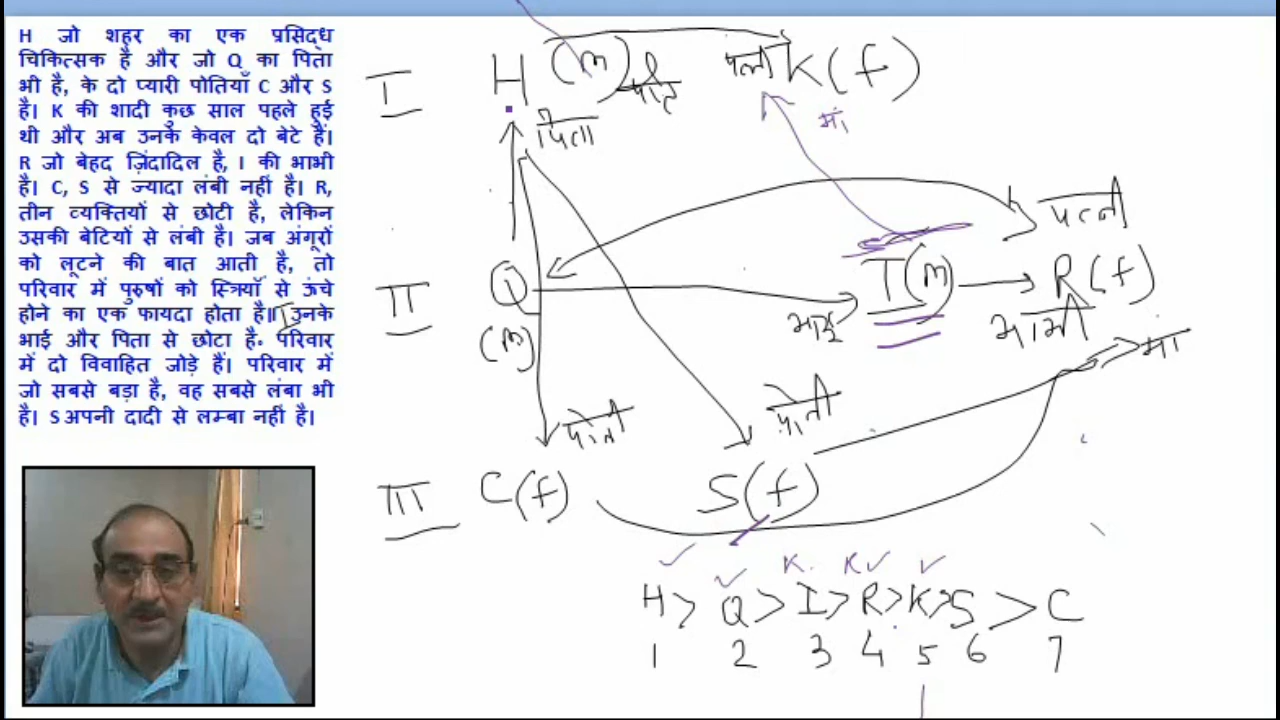 H जो शहर का एक प्रसिद्ध
चिकित्सक है और जो Q का पिता
भी है, के दो प्यारी पोतियाँ C और S
है। K की शादी कुछ साल पहले हुई
थी और अब उनके केवल दो बेटे हैं।
R जो बेहद ज़िंदादिल है, I की भाभी
है। C, S से ज्यादा लंबी नहीं है। R,
तीन व्यक्तियों से छोटी है, लेकिन
उसकी बेटियों से लंबी है। जब अंगूरों
को लूटने की बात आती है, तो
परिवार में पुरुषों को स्त्रियाँ से ऊंचे
होने का एक फायदा होता है॥ I उनके
भाई और पिता से छोटा है. परिवार
में दो विवाहित जोड़े हैं। परिवार में
जो सबसे बड़ा है, वह सबसे लंबा भी
है। S अपनी दादी से लम्बा नहीं है।
I H (m) पति पत्नी K (f)
पिता माँ
पत्नी
II Q (m) भाई I (m) R (f)
भाभी
माँ
पोती पोती
III C (f) S (f)
K. K
H > Q > I > R > K > S > C
1 2 3 4 5 6 7